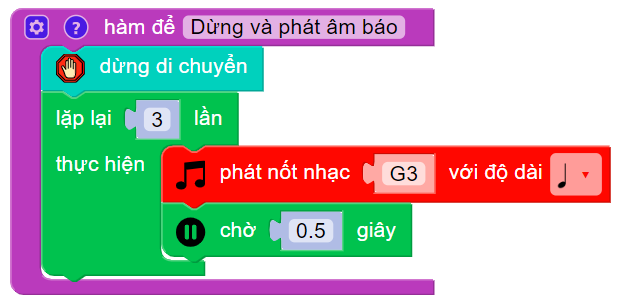 ? hàm để Dừng và phát âm báo
dừng di chuyển
lặp lại 3 lần
thực hiện
phát nốt nhạc G3 với độ dài ♩
chờ 0.5 giây